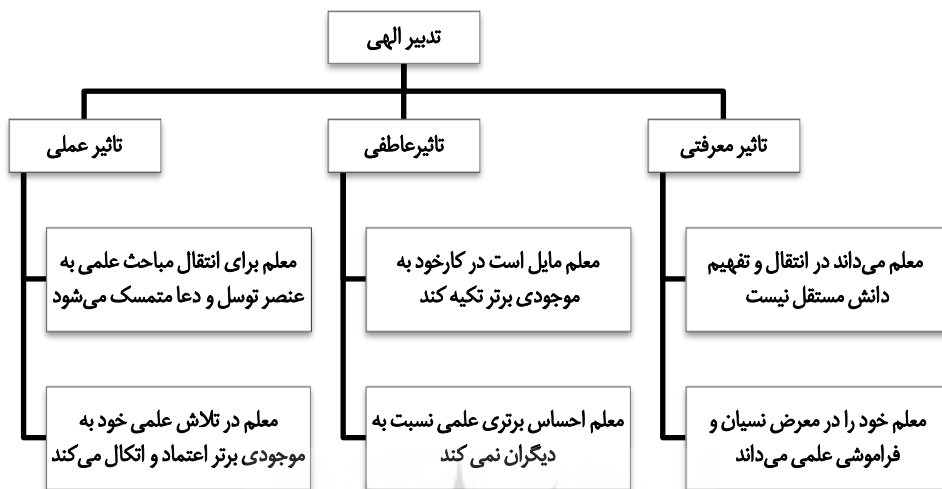 تدبیر الهی
تاثیر معرفتی
تاثیرعاطفی
تاثیر عملی
معلم می‌داند در انتقال و تفهیم
دانش مستقل نیست
معلم مایل است در کارخود به
موجودی برتر تکیه کند
معلم برای انتقال مباحث علمی به
عنصر توسل و دعا متمسک می‌شود
معلم خود را در معرض نسیان و
فراموشی علمی می‌داند
معلم احساس برتری علمی نسبت به
دیگران نمی کند
معلم در تلاش علمی خود به
موجودی برتر اعتماد و اتکال می‌کند